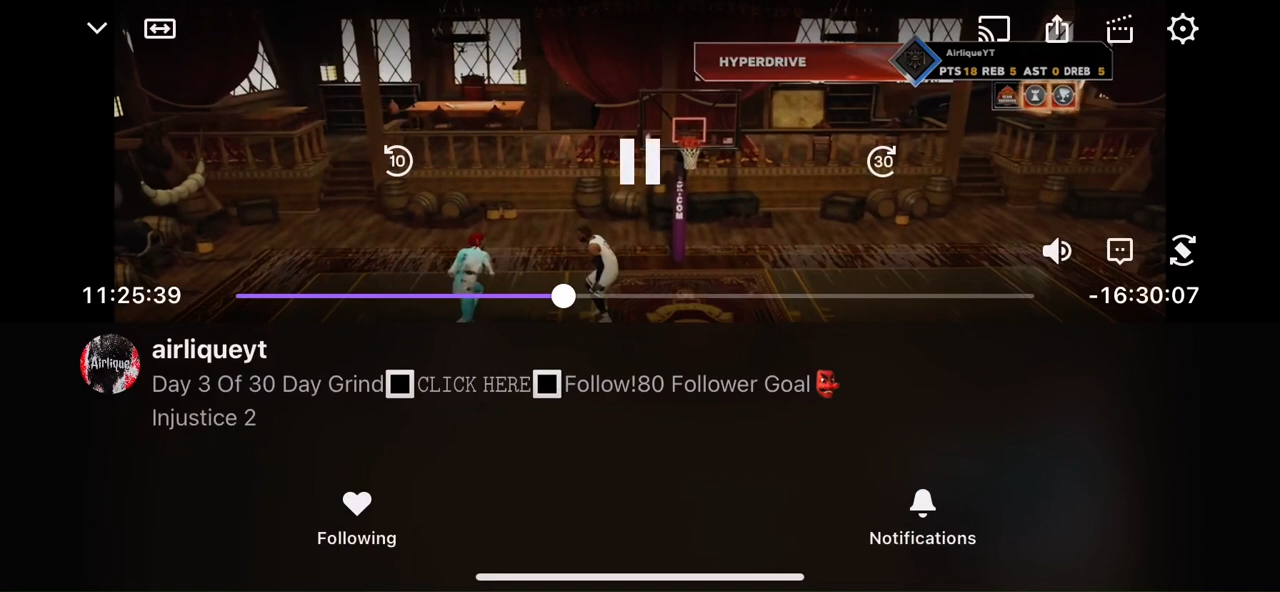 HYPERDRIVE
AirliqueYT
PTS 18 REB 5 AST 0 DREB 5
10
30
11:25:39
-16:30:07
Airlique
airliqueyt
Day 3 Of 30 Day Grind🔲CLICK HERE🔲Follow!80 Follower Goal👺
Injustice 2
Following
Notifications